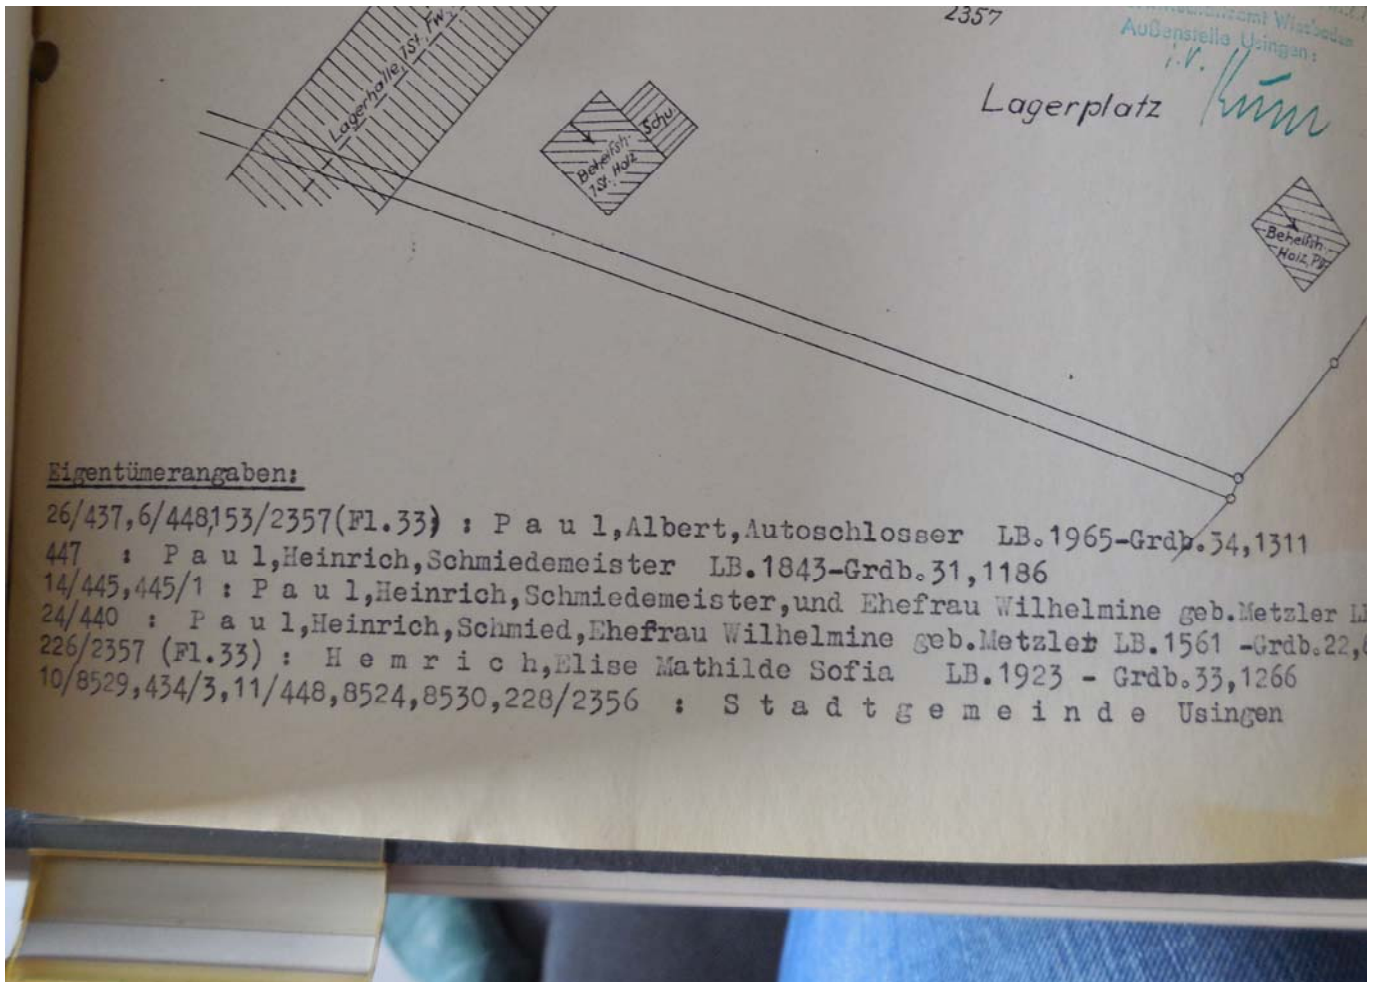 2357
Wiesbaden
Außenstelle Usingen:
i.V.
Lagerplatz
Lagerhalle, 1St. Fw.
Schu
Behelfsh.
1St. Holz
Behelfsh.
Holz, Pp
Eigentümerangaben:
26/437,6/448,153/2357(Fl.33) : P a u l,Albert,Autoschlosser LB.1965-Grdb.34,1311
447 : P a u l,Heinrich,Schmiedemeister LB.1843-Grdb.31,1186
14/445,445/1 : P a u l,Heinrich,Schmiedemeister,und Ehefrau Wilhelmine geb.Metzler
24/440 : P a u l,Heinrich,Schmied,Ehefrau Wilhelmine geb.Metzler LB.1561 -Grdb.22,
226/2357 (Fl.33) : H e m r i c h,Elise Mathilde Sofia LB.1923 - Grdb.33,1266
10/8529,434/3,11/448,8524,8530,228/2356 : S t a d t g e m e i n d e Usingen